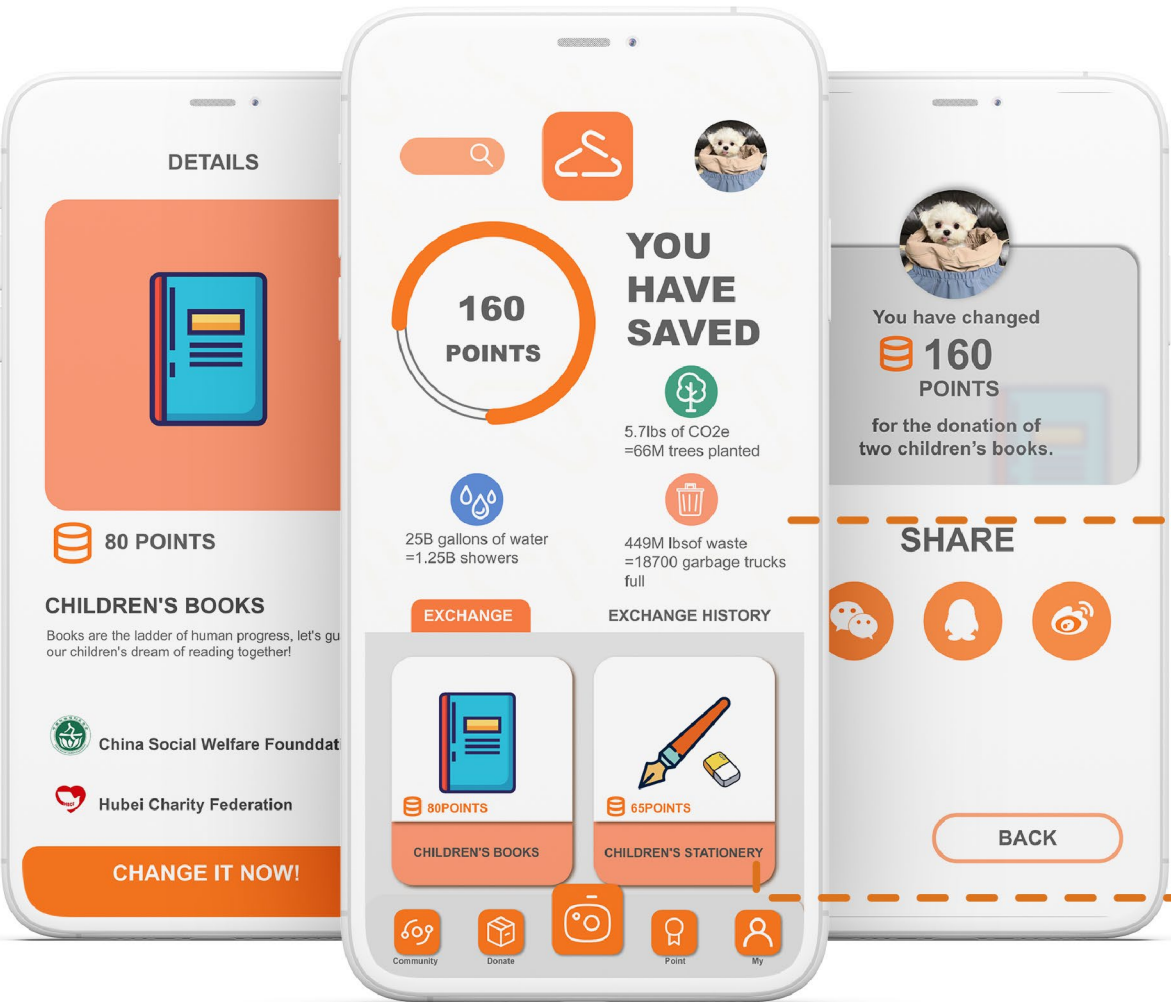 DETAILS
80 POINTS
CHILDREN'S BOOKS
Books are the ladder of human progress, let's gu
our children's dream of reading together!
China Social Welfare Founddat
Hubei Charity Federation
CHANGE IT NOW!
160
POINTS
YOU
HAVE
SAVED
5.7lbs of CO2e
=66M trees planted
25B gallons of water
=1.25B showers
449M lbsof waste
=18700 garbage trucks
full
EXCHANGE
EXCHANGE HISTORY
80POINTS
CHILDREN'S BOOKS
65POINTS
CHILDREN'S STATIONERY
Community
Donate
Point
My
You have changed
160
POINTS
for the donation of
two children's books.
SHARE
BACK